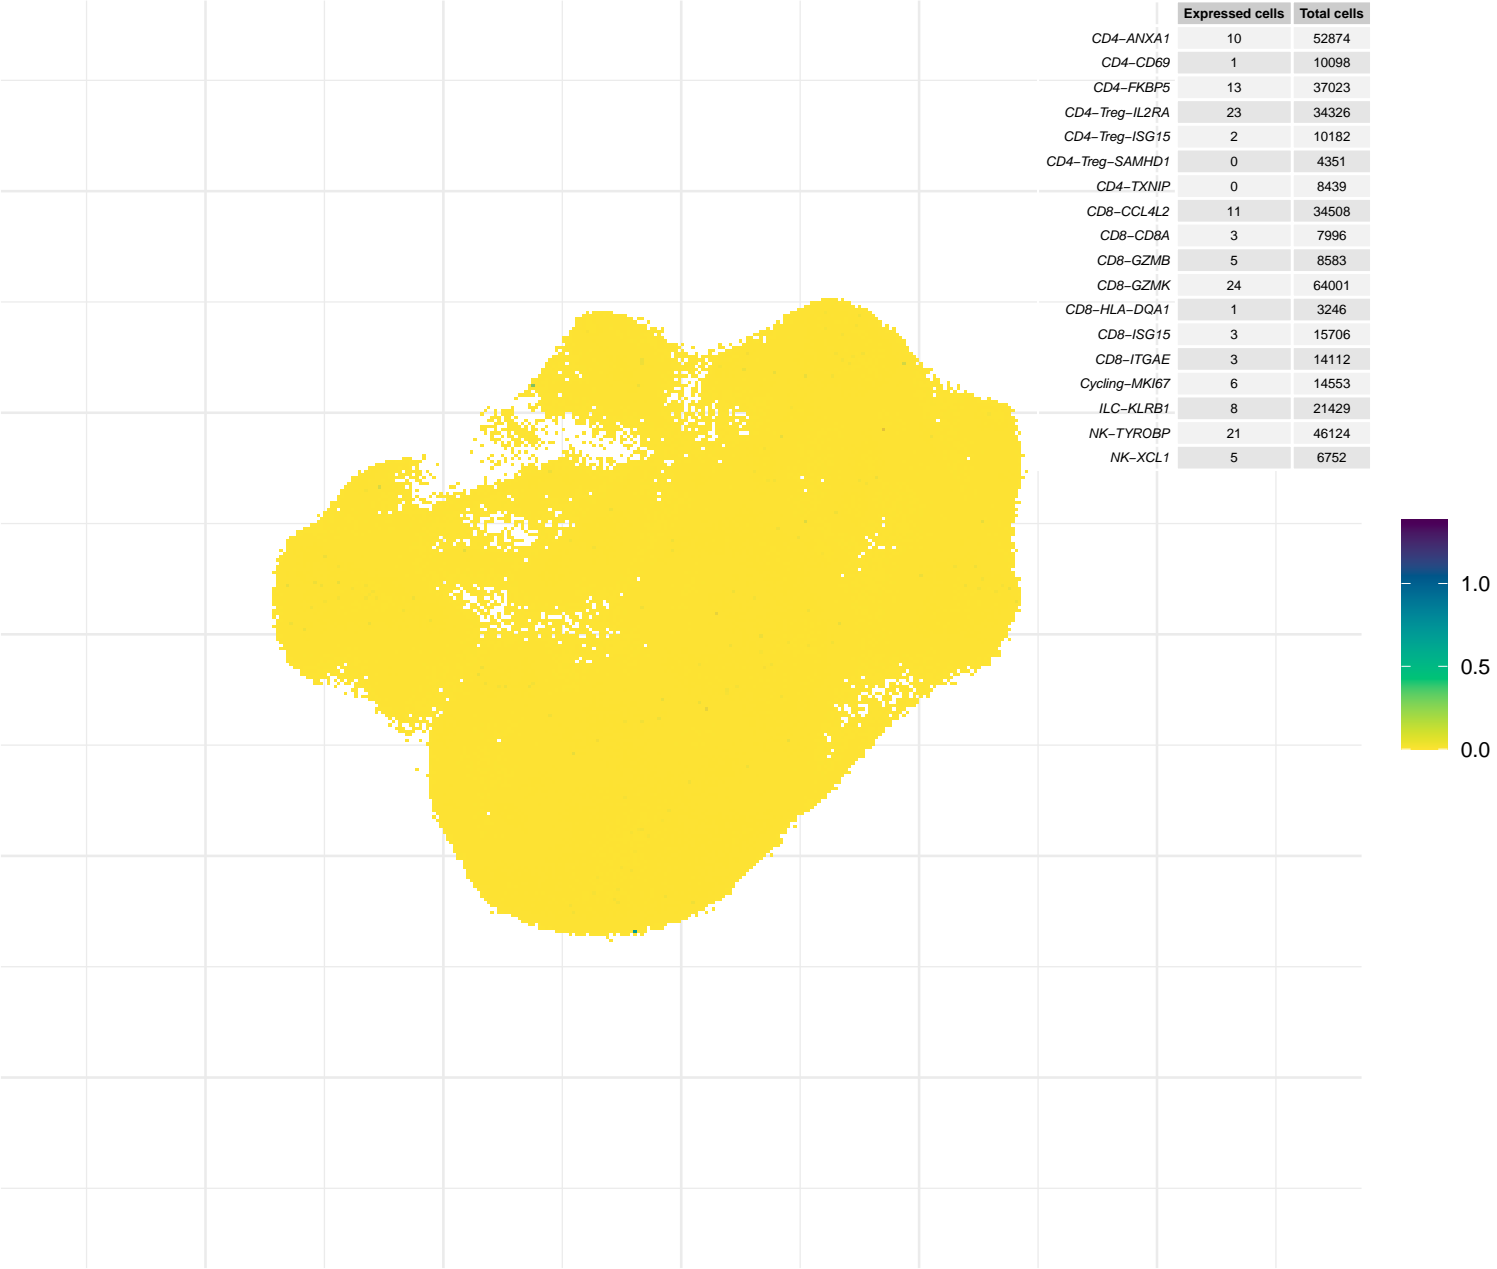 Expressed cells Total cells
CD4−ANXA1 10 52874
CD4−CD69 1 10098
CD4−FKBP5 13 37023
CD4−Treg−IL2RA 23 34326
CD4−Treg−ISG15 2 10182
CD4−Treg−SAMHD1 0 4351
CD4−TXNIP 0 8439
CD8−CCL4L2 11 34508
CD8−CD8A 3 7996
CD8−GZMB 5 8583
CD8−GZMK 24 64001
CD8−HLA−DQA1 1 3246
CD8−ISG15 3 15706
CD8−ITGAE 3 14112
Cycling−MKI67 6 14553
ILC−KLRB1 8 21429
NK−TYROBP 21 46124
NK−XCL1 5 6752
1.0
0.5
0.0